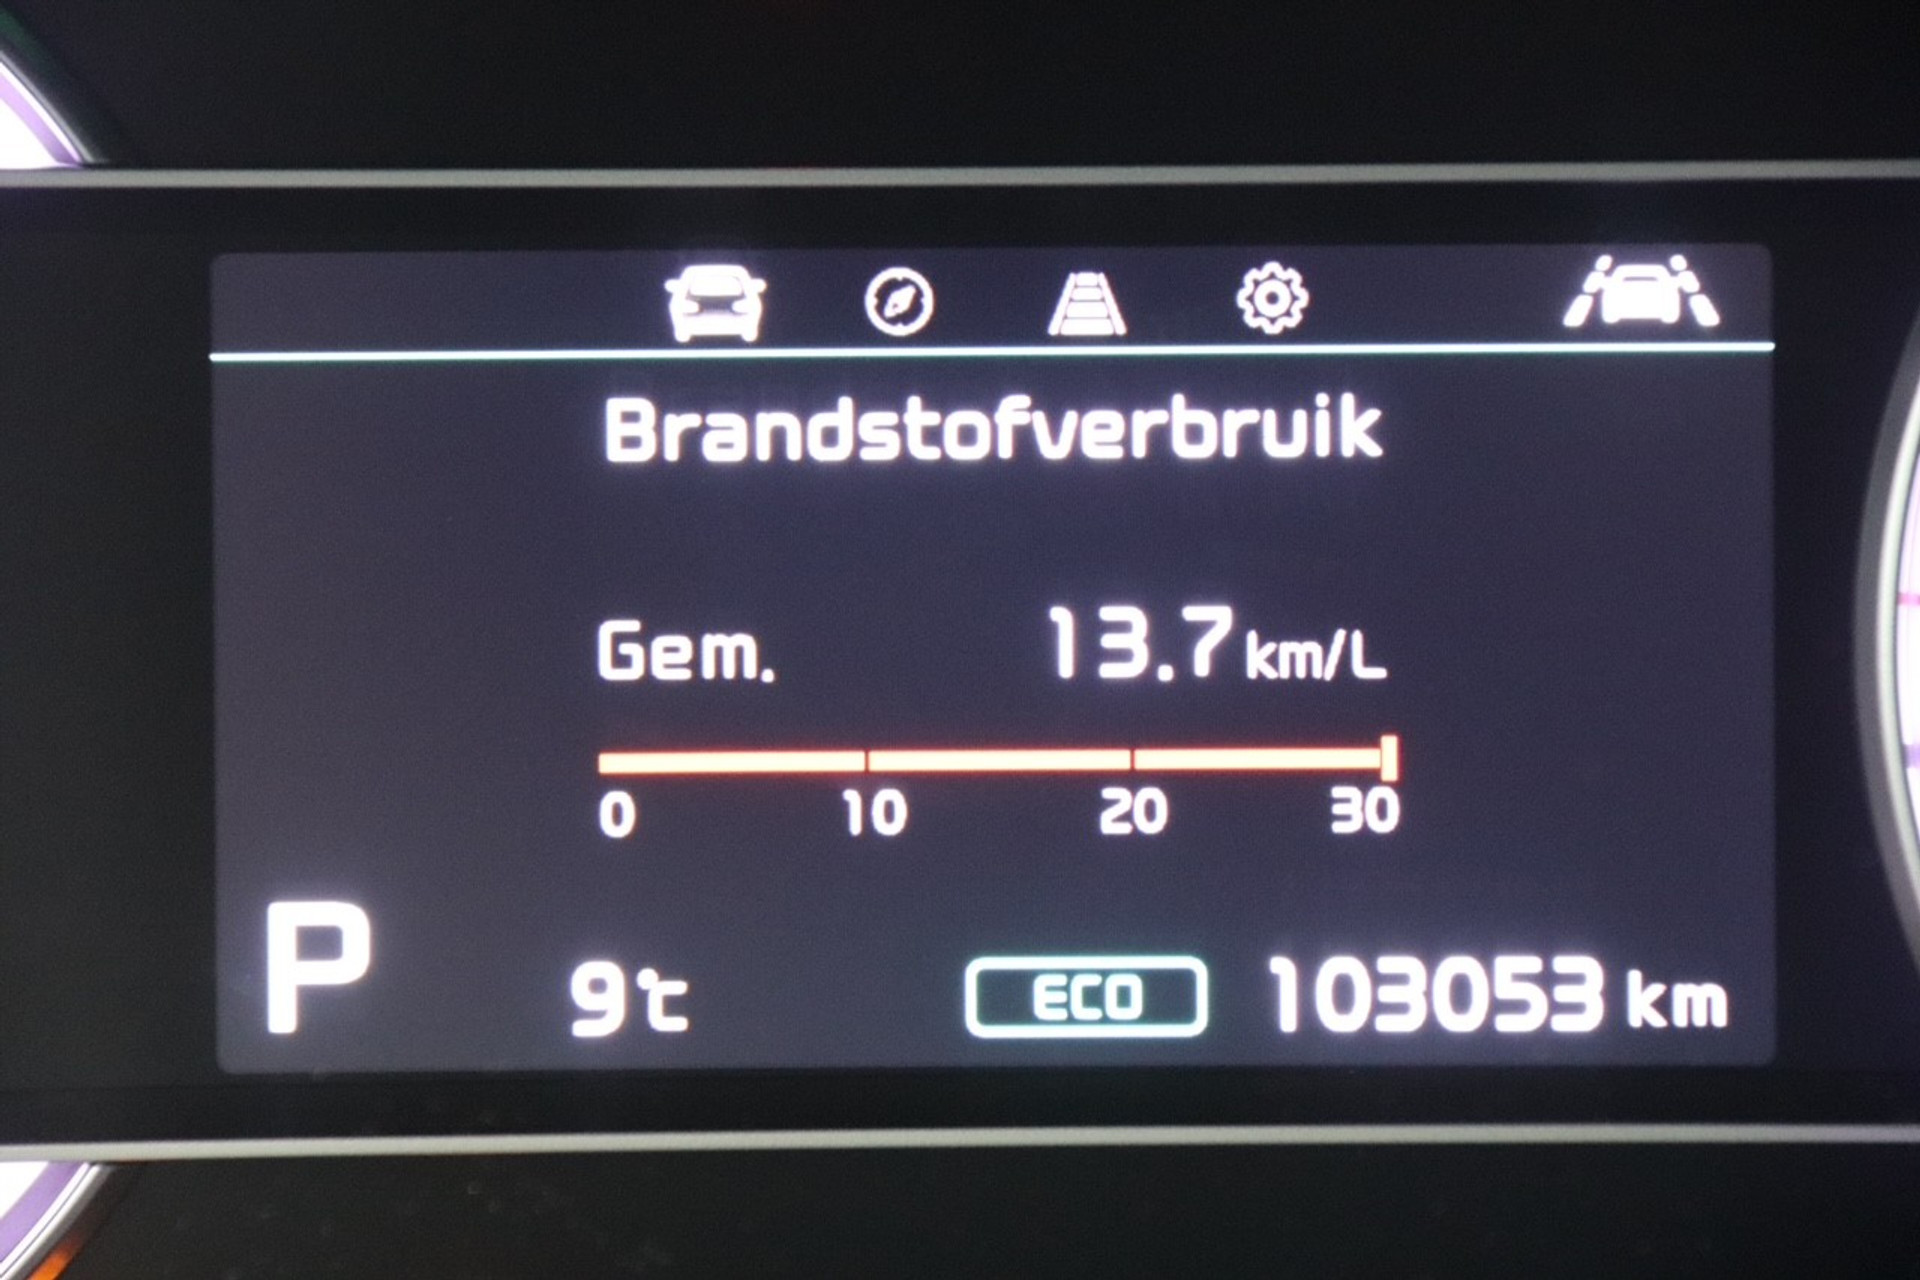 Brandstofverbruik
Gem. 13.7 km/L
0 10 20 30
P 9℃ ECO 103053 km